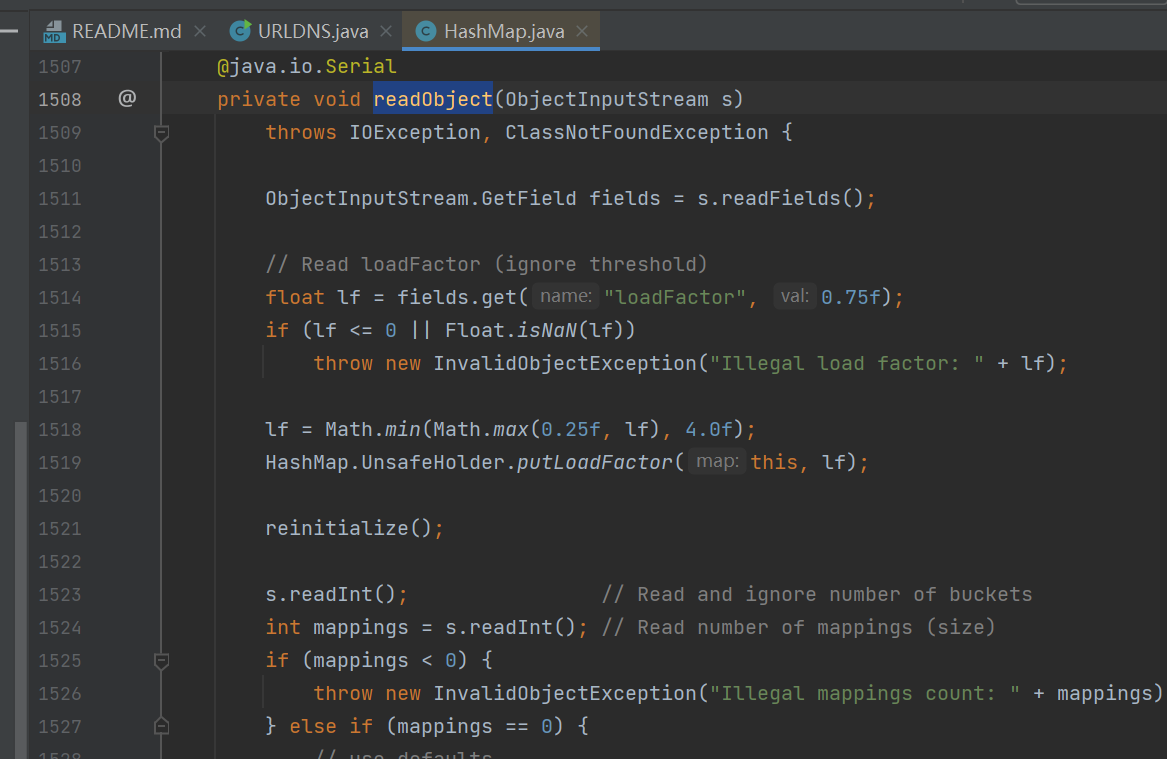 README.md URLDNS.java HashMap.java
1507 @java.io.Serial
1508 @ private void readObject(ObjectInputStream s)
1509 throws IOException, ClassNotFoundException {
1510
1511 ObjectInputStream.GetField fields = s.readFields();
1512
1513 // Read loadFactor (ignore threshold)
1514 float lf = fields.get( name: "loadFactor", val: 0.75f);
1515 if (lf <= 0 || Float.isNaN(lf))
1516 throw new InvalidObjectException("Illegal load factor: " + lf);
1517
1518 lf = Math.min(Math.max(0.25f, lf), 4.0f);
1519 HashMap.UnsafeHolder.putLoadFactor( map: this, lf);
1520
1521 reinitialize();
1522
1523 s.readInt(); // Read and ignore number of buckets
1524 int mappings = s.readInt(); // Read number of mappings (size)
1525 if (mappings < 0) {
1526 throw new InvalidObjectException("Illegal mappings count: " + mappings)
1527 } else if (mappings == 0) {
1528 // use defaults